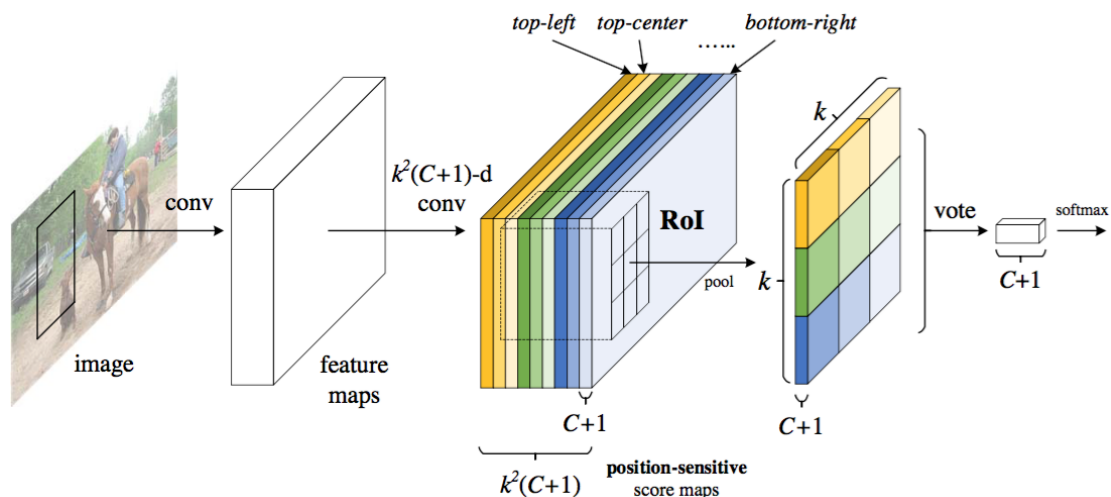 top-left top-center bottom-right
......
k
k²(C+1)-d
conv
conv
RoI
vote
softmax
pool
k
C+1
image
feature
maps
C+1
C+1
k²(C+1)
position-sensitive
score maps